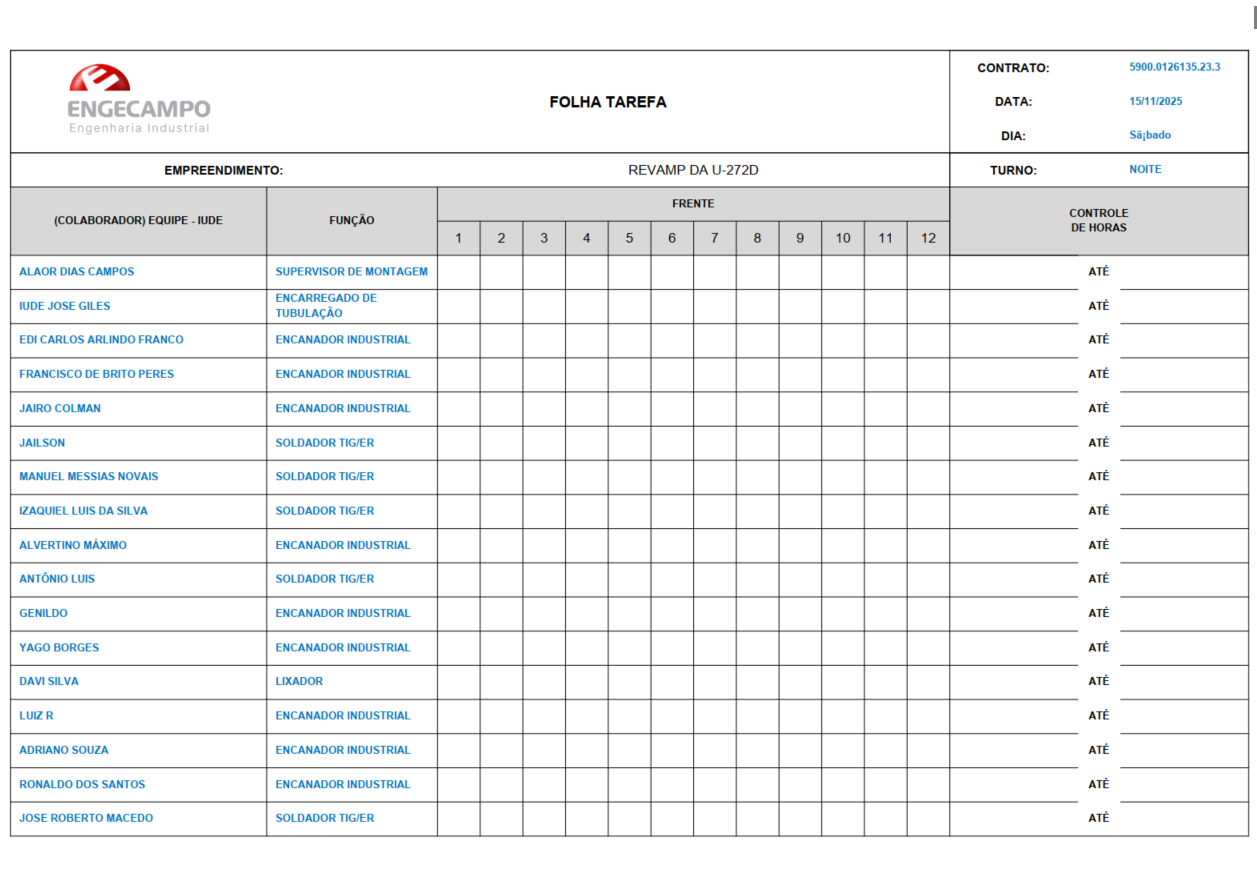 ENGECAMPO
Engenharia Industrial
FOLHA TAREFA
CONTRATO: 5900.0126135.23.3
DATA: 15/11/2025
DIA: Sã¡bado
EMPREENDIMENTO: REVAMP DA U-272D
TURNO: NOITE
(COLABORADOR) EQUIPE - IUDE
FUNÇÃO
FRENTE
1 2 3 4 5 6 7 8 9 10 11 12
CONTROLE
DE HORAS
ALAOR DIAS CAMPOS SUPERVISOR DE MONTAGEM ATÉ
IUDE JOSE GILES ENCARREGADO DE
TUBULAÇÃO ATÉ
EDI CARLOS ARLINDO FRANCO ENCANADOR INDUSTRIAL ATÉ
FRANCISCO DE BRITO PERES ENCANADOR INDUSTRIAL ATÉ
JAIRO COLMAN ENCANADOR INDUSTRIAL ATÉ
JAILSON SOLDADOR TIG/ER ATÉ
MANUEL MESSIAS NOVAIS SOLDADOR TIG/ER ATÉ
IZAQUIEL LUIS DA SILVA SOLDADOR TIG/ER ATÉ
ALVERTINO MÁXIMO ENCANADOR INDUSTRIAL ATÉ
ANTÔNIO LUIS SOLDADOR TIG/ER ATÉ
GENILDO ENCANADOR INDUSTRIAL ATÉ
YAGO BORGES ENCANADOR INDUSTRIAL ATÉ
DAVI SILVA LIXADOR ATÉ
LUIZ R ENCANADOR INDUSTRIAL ATÉ
ADRIANO SOUZA ENCANADOR INDUSTRIAL ATÉ
RONALDO DOS SANTOS ENCANADOR INDUSTRIAL ATÉ
JOSE ROBERTO MACEDO SOLDADOR TIG/ER ATÉ